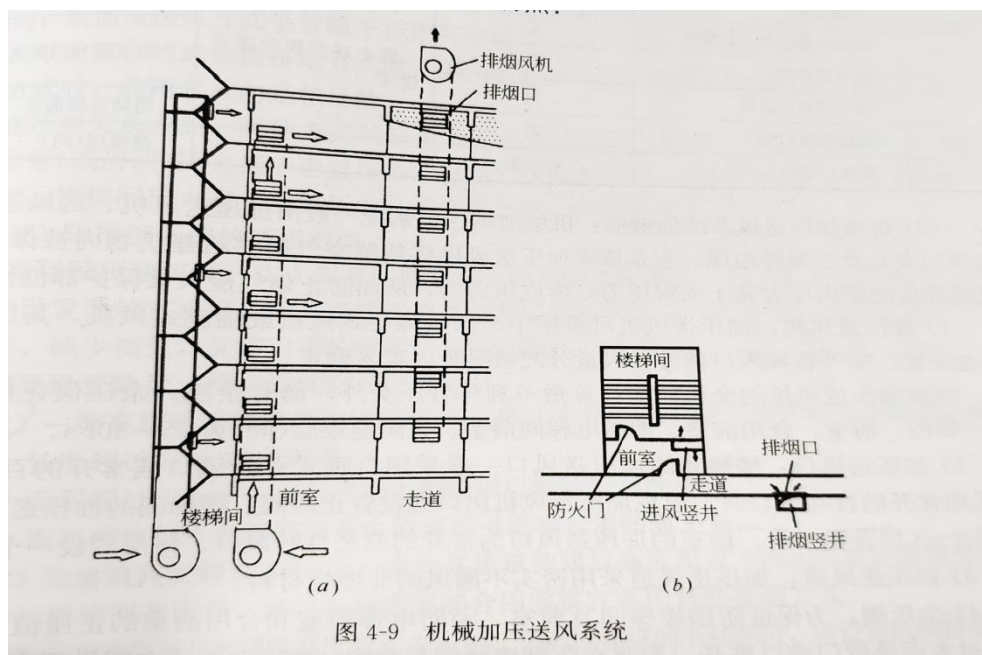 排烟风机
排烟口
前室
走道
楼梯间
(a)
楼梯间
前室
走道
排烟口
防火门
进风竖井
排烟竖井
(b)
图 4-9 机械加压送风系统